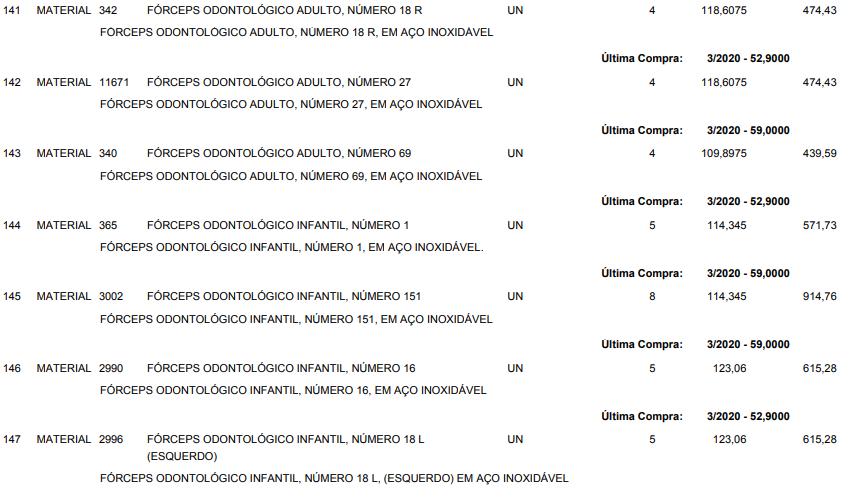 141 MATERIAL 342 FÓRCEPS ODONTOLÓGICO ADULTO, NÚMERO 18 R UN 4 118,6075 474,43
FÓRCEPS ODONTOLÓGICO ADULTO, NÚMERO 18 R, EM AÇO INOXIDÁVEL
Última Compra: 3/2020 - 52,9000
142 MATERIAL 11671 FÓRCEPS ODONTOLÓGICO ADULTO, NÚMERO 27 UN 4 118,6075 474,43
FÓRCEPS ODONTOLÓGICO ADULTO, NÚMERO 27, EM AÇO INOXIDÁVEL
Última Compra: 3/2020 - 59,0000
143 MATERIAL 340 FÓRCEPS ODONTOLÓGICO ADULTO, NÚMERO 69 UN 4 109,8975 439,59
FÓRCEPS ODONTOLÓGICO ADULTO, NÚMERO 69, EM AÇO INOXIDÁVEL
Última Compra: 3/2020 - 52,9000
144 MATERIAL 365 FÓRCEPS ODONTOLÓGICO INFANTIL, NÚMERO 1 UN 5 114,345 571,73
FÓRCEPS ODONTOLÓGICO INFANTIL, NÚMERO 1, EM AÇO INOXIDÁVEL.
Última Compra: 3/2020 - 59,0000
145 MATERIAL 3002 FÓRCEPS ODONTOLÓGICO INFANTIL, NÚMERO 151 UN 8 114,345 914,76
FÓRCEPS ODONTOLÓGICO INFANTIL, NÚMERO 151, EM AÇO INOXIDÁVEL
Última Compra: 3/2020 - 59,0000
146 MATERIAL 2990 FÓRCEPS ODONTOLÓGICO INFANTIL, NÚMERO 16 UN 5 123,06 615,28
FÓRCEPS ODONTOLÓGICO INFANTIL, NÚMERO 16, EM AÇO INOXIDÁVEL
Última Compra: 3/2020 - 52,9000
147 MATERIAL 2996 FÓRCEPS ODONTOLÓGICO INFANTIL, NÚMERO 18 L UN 5 123,06 615,28
(ESQUERDO)
FÓRCEPS ODONTOLÓGICO INFANTIL, NÚMERO 18 L, (ESQUERDO) EM AÇO INOXIDÁVEL